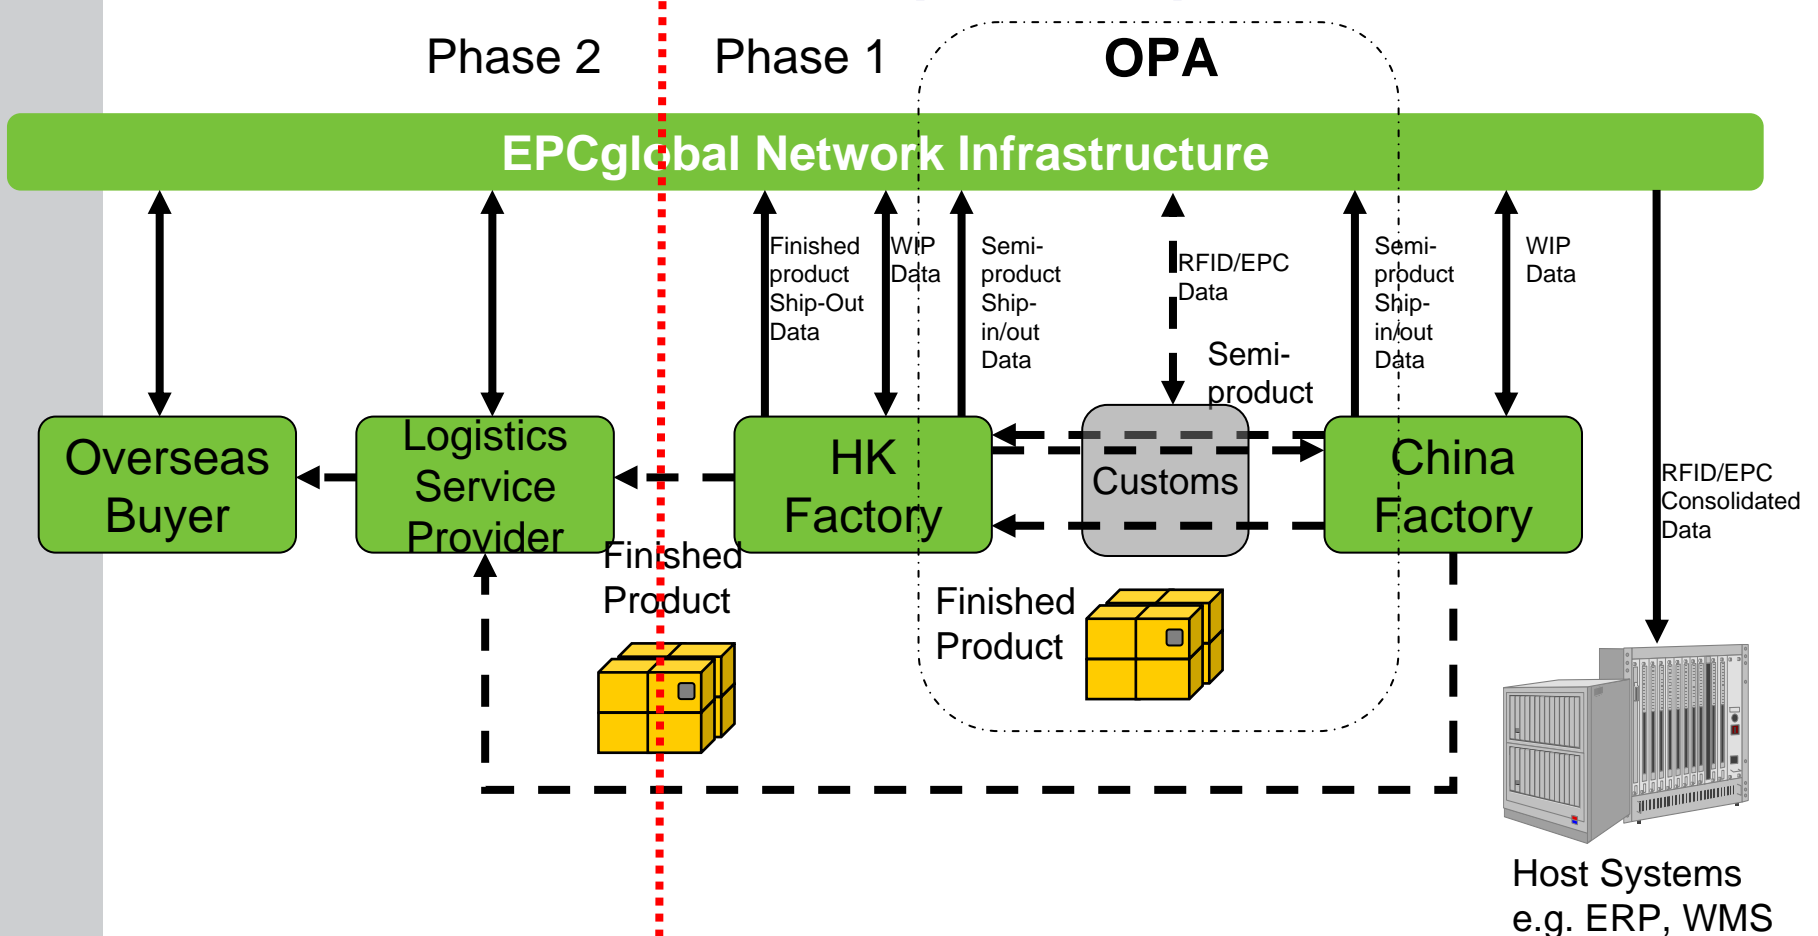 Phase 2
Phase 1
OPA
EPCglobal Network Infrastructure
Finished
product
Ship-Out
Data
WIP
Data
Semi-
product
Ship-
in/out
Data
RFID/EPC
Data
Semi-
product
Semi-
product
Ship-
in/out
Data
WIP
Data
Overseas
Buyer
Logistics
Service
Provider
HK
Factory
Customs
China
Factory
RFID/EPC
Consolidated
Data
Finished
Product
Finished
Product
Host Systems
e.g. ERP, WMS